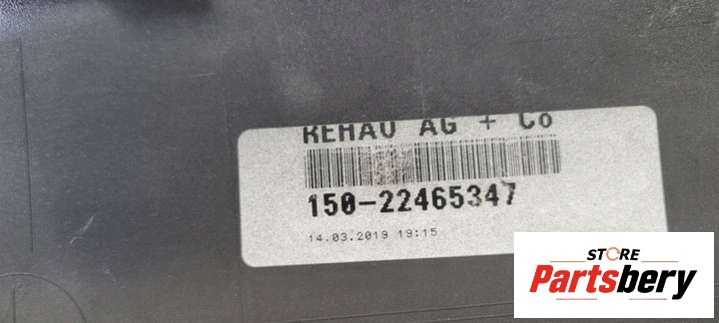 REHAU AG + Co
150-22465347
14.03.2019 19:15
STORE
Partsbery